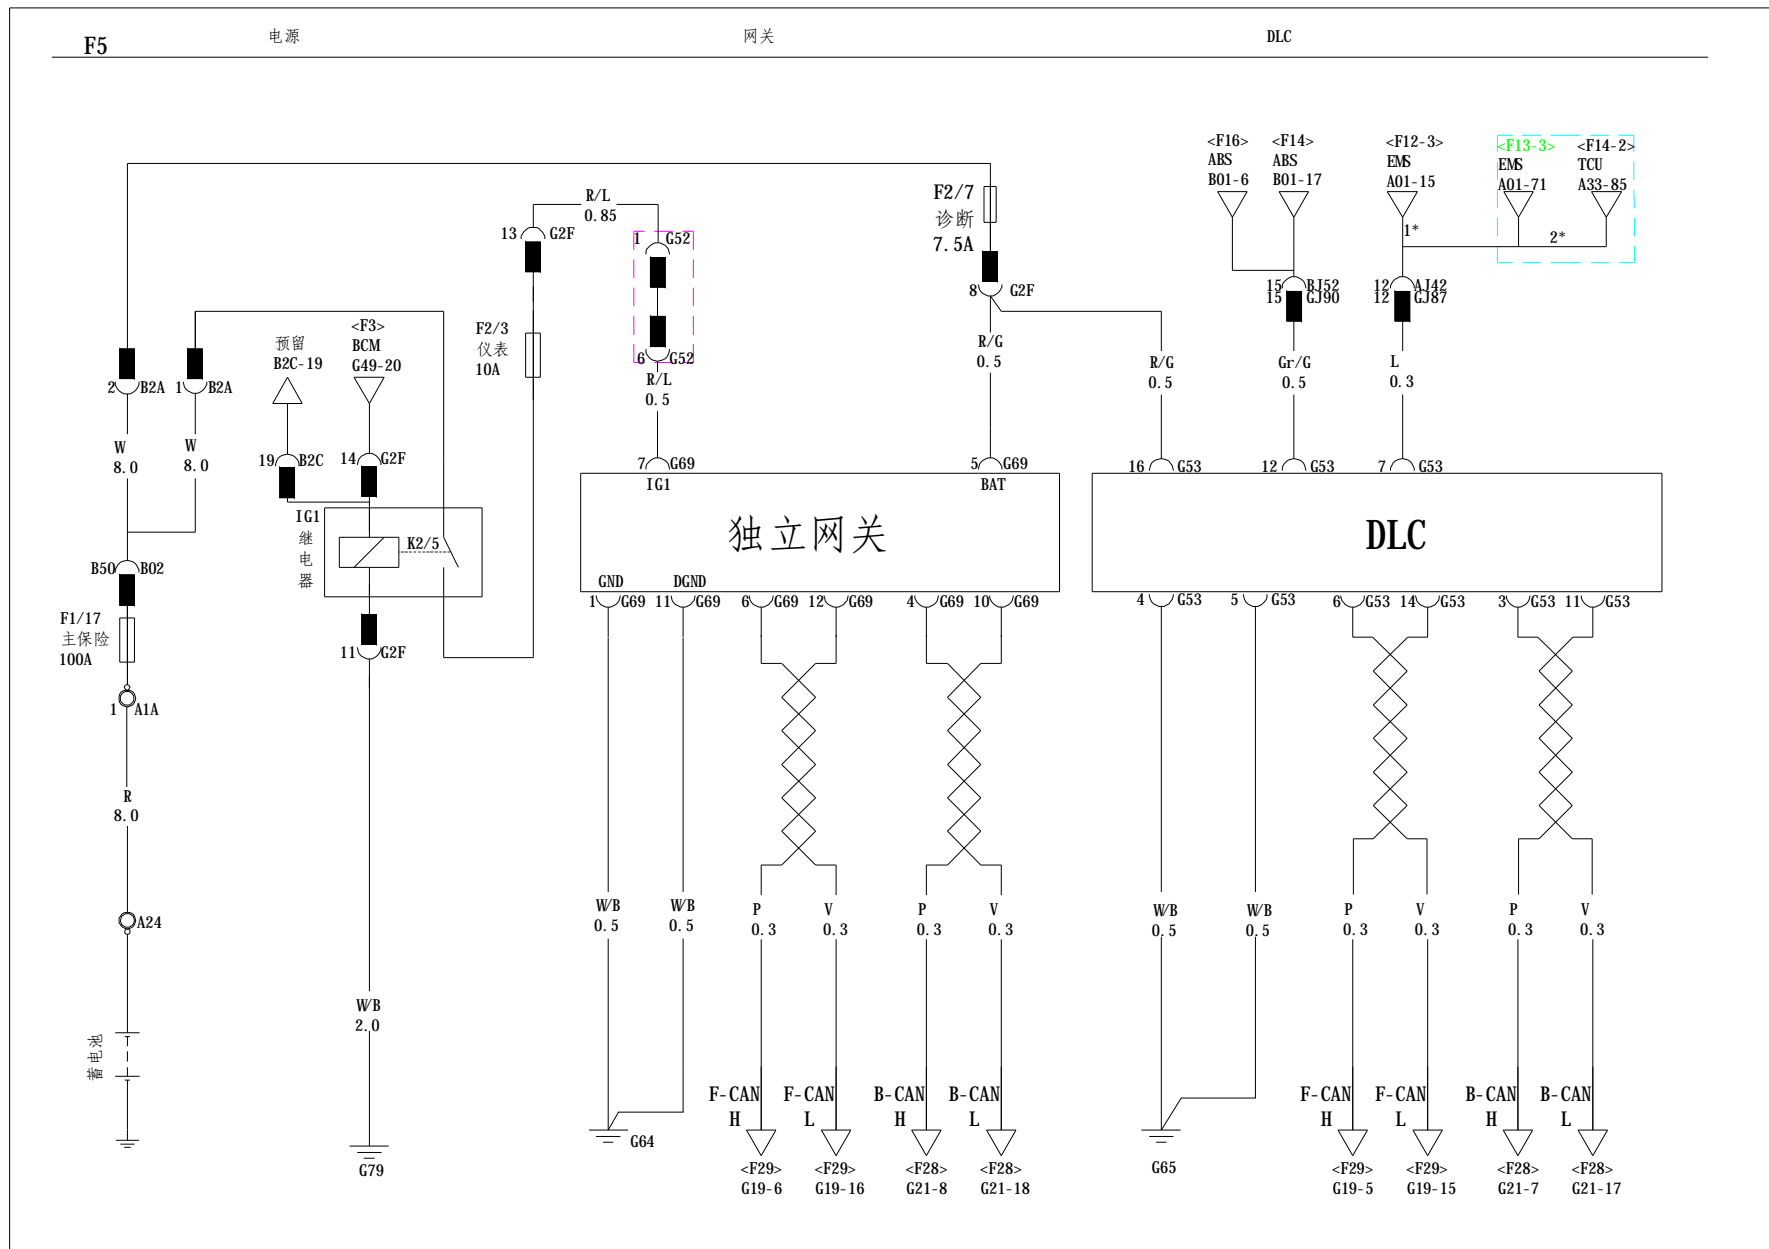 F5
电源
网关
DLC
<F16>
ABS
B01-6
<F14>
ABS
B01-17
<F12-3>
EMS
A01-15
<F13-3>
EMS
A01-71
<F14-2>
TCU
A33-85
1*
2*
R/L
0.85
13
G2F
1
G52
6
G52
R/L
0.5
F2/7
诊断
7.5A
8
G2F
R/G
0.5
R/G
0.5
15
BJ52
15
GJ90
12
AJ42
12
GJ87
Gr/G
0.5
L
0.3
F2/3
仪表
10A
预留
B2C-19
<F3>
BCM
G49-20
2
B2A
1
B2A
W
8.0
W
8.0
19
B2C
14
G2F
7
G69
5
G69
16
G53
12
G53
7
G53
IG1
继
电
器
K2/5
IG1
BAT
独立网关
DLC
GND
DGND
B50
B02
F1/17
主保险
100A
11
G2F
1
G69
11
G69
6
G69
12
G69
4
G69
10
G69
4
G53
5
G53
6
G53
14
G53
3
G53
11
G53
1
A1A
R
8.0
A24
蓄电池
W/B
2.0
W/B
0.5
W/B
0.5
P
0.3
V
0.3
P
0.3
V
0.3
W/B
0.5
W/B
0.5
P
0.3
V
0.3
P
0.3
V
0.3
F-CAN
H
F-CAN
L
B-CAN
H
B-CAN
L
F-CAN
H
F-CAN
L
B-CAN
H
B-CAN
L
G79
G64
G65
<F29>
G19-6
<F29>
G19-16
<F28>
G21-8
<F28>
G21-18
<F29>
G19-5
<F29>
G19-15
<F28>
G21-7
<F28>
G21-17